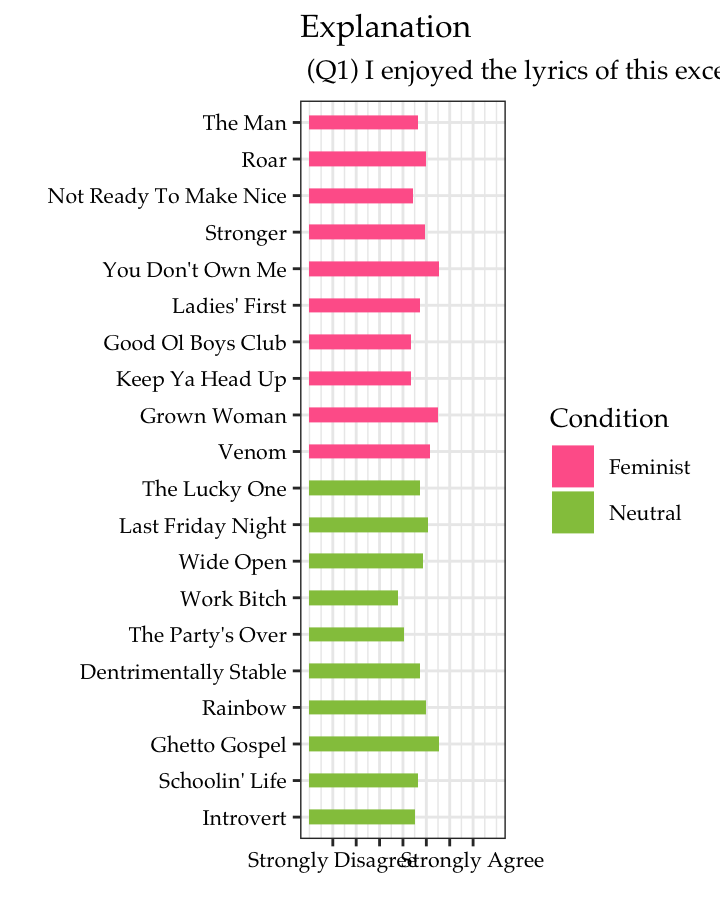 Explanation
(Q1) I enjoyed the lyrics of this exce
The Man
Roar
Not Ready To Make Nice
Stronger
You Don't Own Me
Ladies' First
Good Ol Boys Club
Keep Ya Head Up
Grown Woman
Venom
The Lucky One
Last Friday Night
Wide Open
Work Bitch
The Party's Over
Dentrimentally Stable
Rainbow
Ghetto Gospel
Schoolin' Life
Introvert
Strongly Disagree Strongly Agree
Condition
Feminist
Neutral